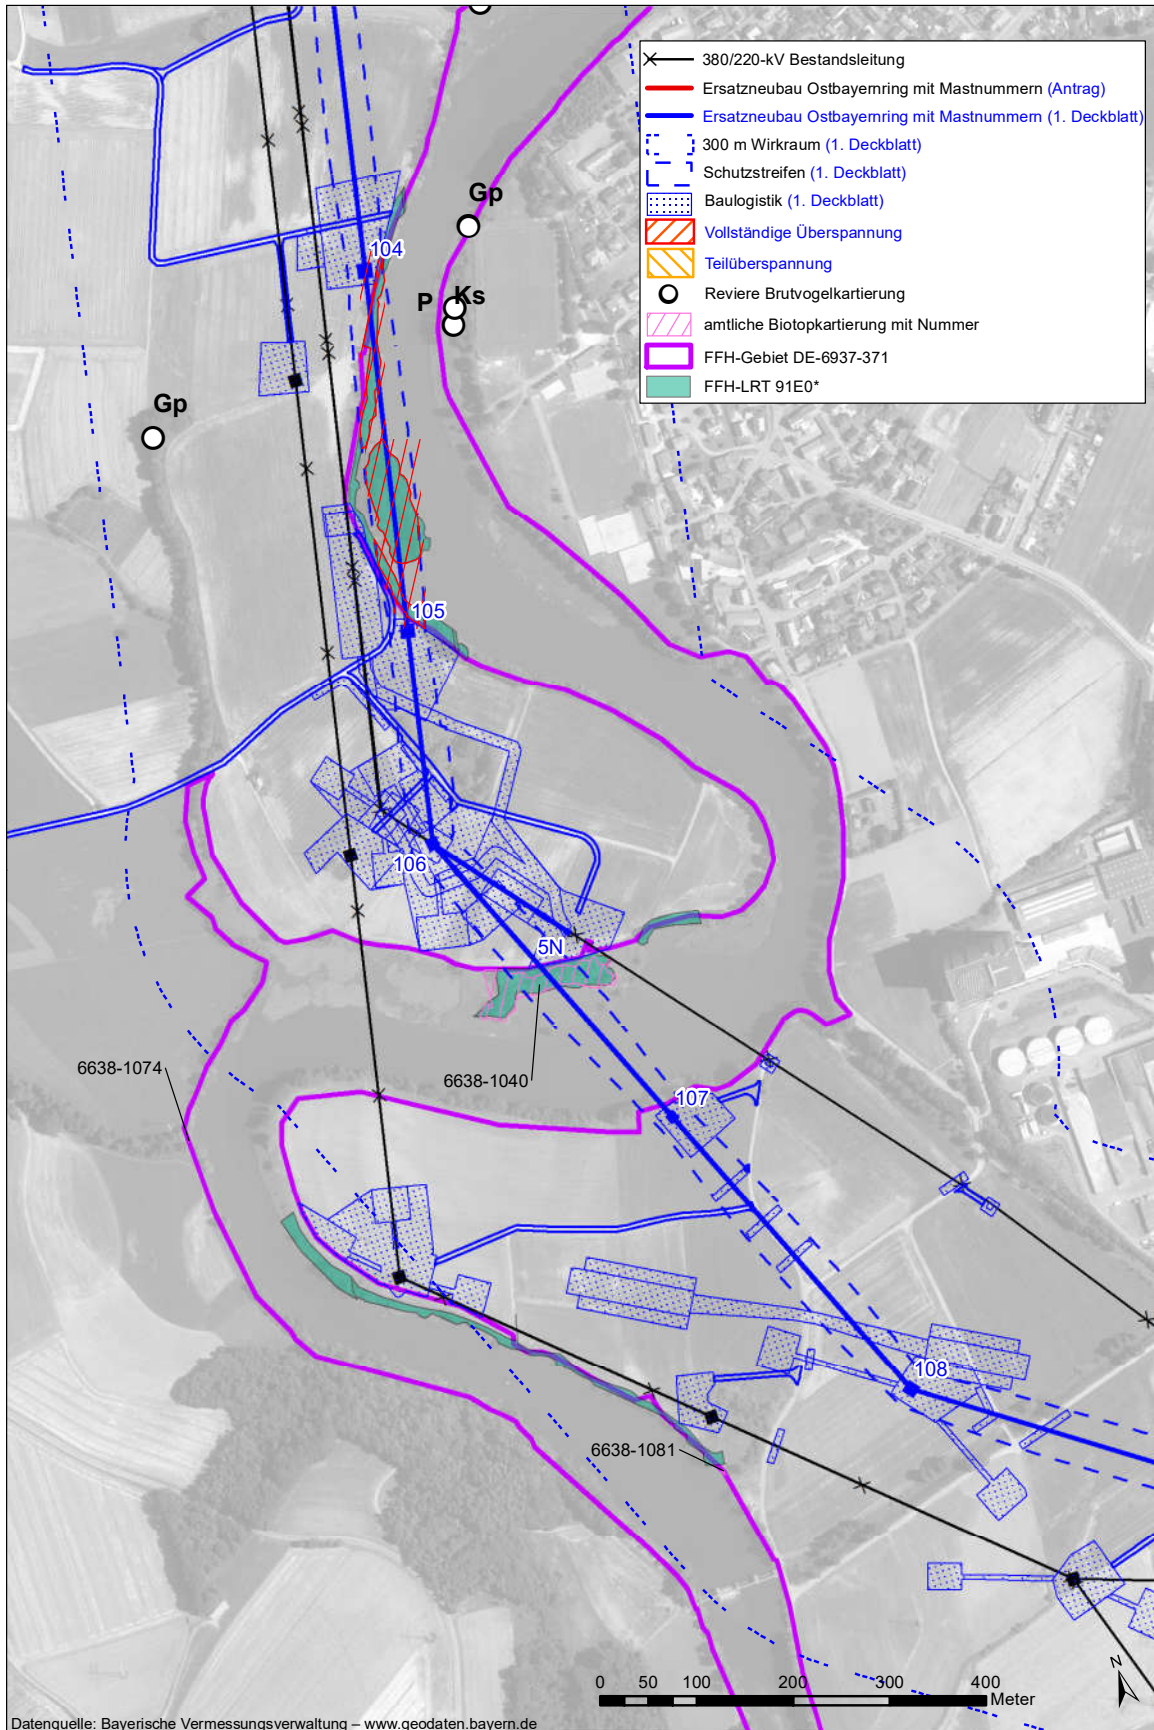 380/220-kV Bestandsleitung
Ersatzneubau Ostbayernring mit Mastnummern (Antrag)
Ersatzneubau Ostbayernring mit Mastnummern (1. Deckblatt)
300 m Wirkraum (1. Deckblatt)
Schutzstreifen (1. Deckblatt)
Baulogistik (1. Deckblatt)
Vollständige Überspannung
Teilüberspannung
Reviere Brutvogelkartierung
amtliche Biotopkartierung mit Nummer
FFH-Gebiet DE-6937-371
FFH-LRT 91E0*
Gp
104
P
Ks
Gp
105
106
5N
6638-1074
6638-1040
107
108
6638-1081
N
0 50 100 200 300 400
Meter
Datenquelle: Bayerische Vermessungsverwaltung – www.geodaten.bayern.de